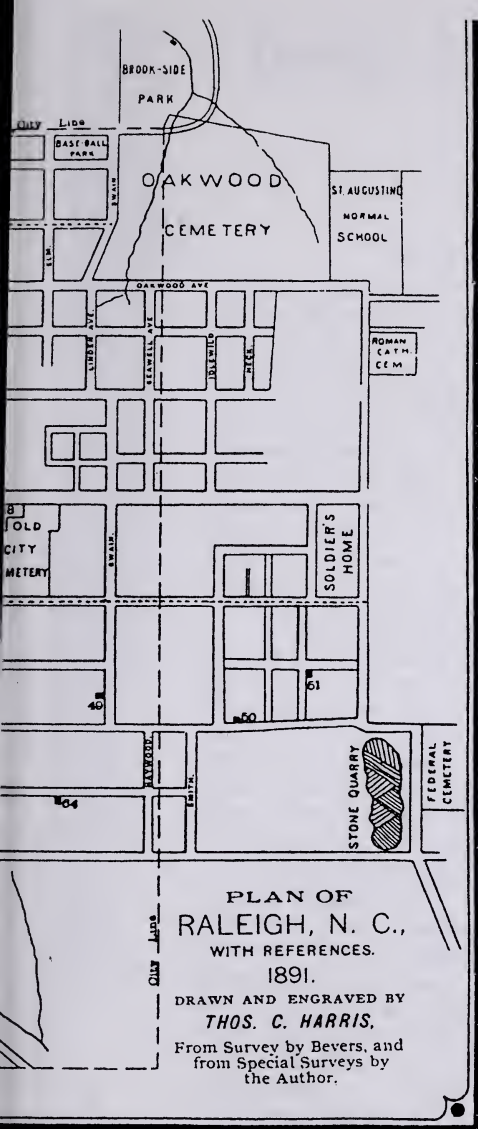 BROOK-SIDE
PARK
City Line
BASE-BALL
PARK
OAKWOOD
CEMETERY
ST. AUGUSTINE
NORMAL
SCHOOL
SWAIN
ELM.
OAKWOOD AVE
LINDEN AVE.
SEAWELL AVE
IDLEWILD
HECK.
ROMAN
CATH.
CEM
8
OLD
CITY
METERY
SWAIN.
SOLDIER'S
HOME
49
50
51
HAYWOOD.
SMITH.
64
STONE QUARRY
FEDERAL
CEMETERY
City Line
PLAN OF
RALEIGH, N. C.,
WITH REFERENCES.
1891.
DRAWN AND ENGRAVED BY
THOS. C. HARRIS,
From Survey by Bevers, and
from Special Surveys by
the Author.